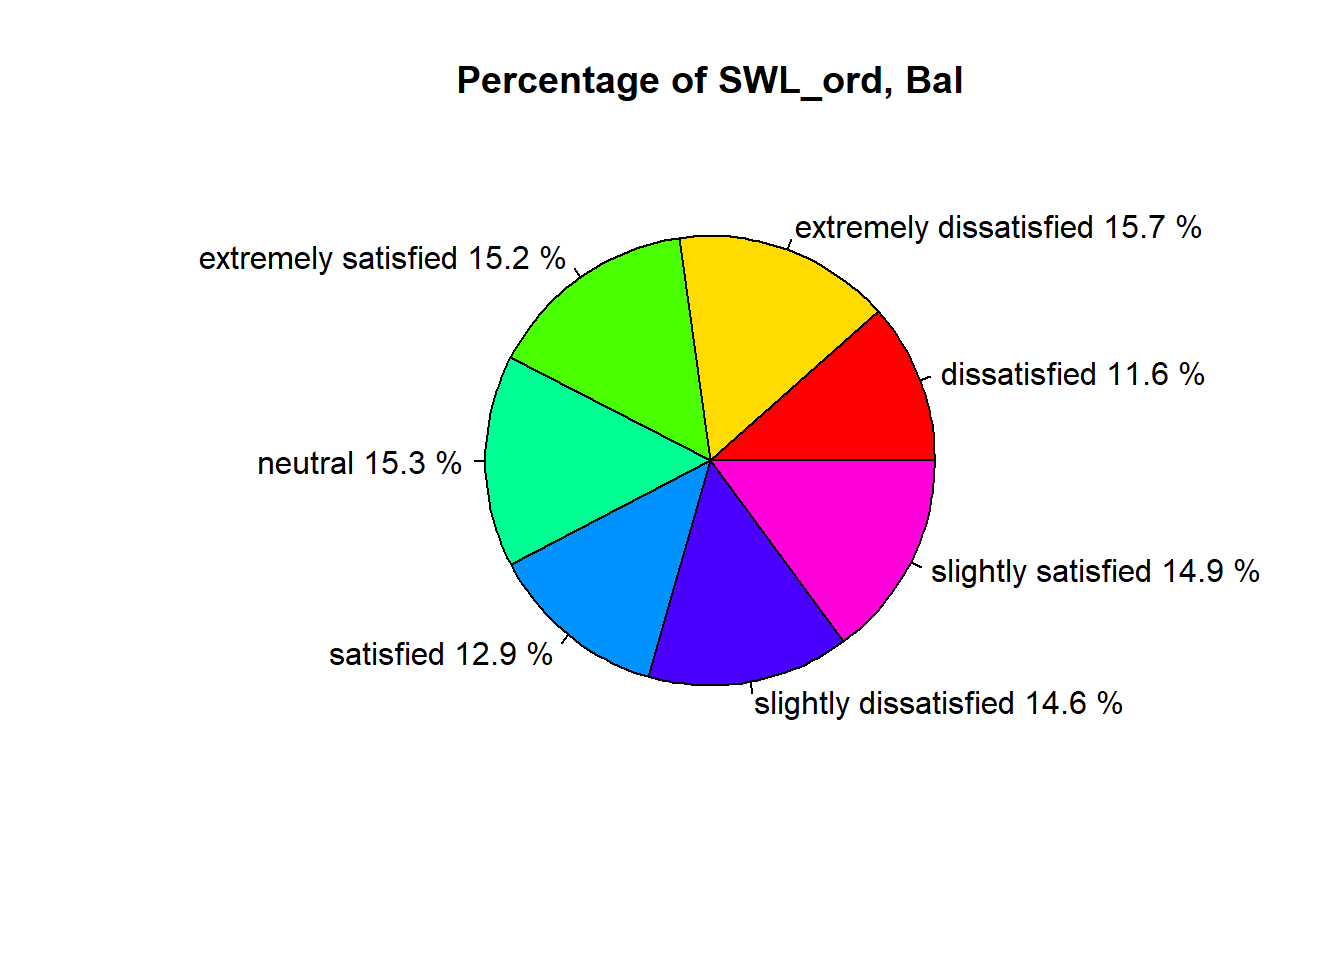 Percentage of SWL_ord, Bal
extremely dissatisfied 15.7 %
extremely satisfied 15.2 %
dissatisfied 11.6 %
neutral 15.3 %
slightly satisfied 14.9 %
satisfied 12.9 %
slightly dissatisfied 14.6 %